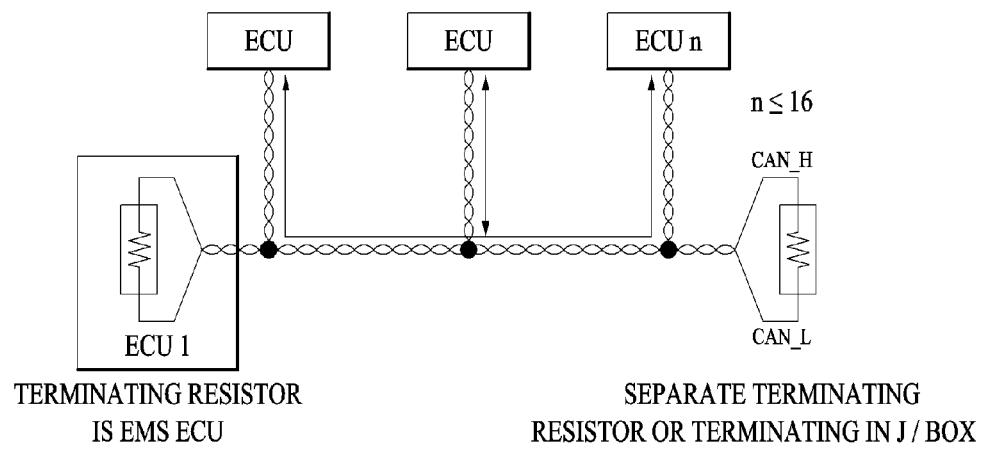 ECU
ECU
ECU n
n ≤ 16
CAN_H
ECU 1
CAN_L
TERMINATING RESISTOR
IS EMS ECU
SEPARATE TERMINATING
RESISTOR OR TERMINATING IN J / BOX